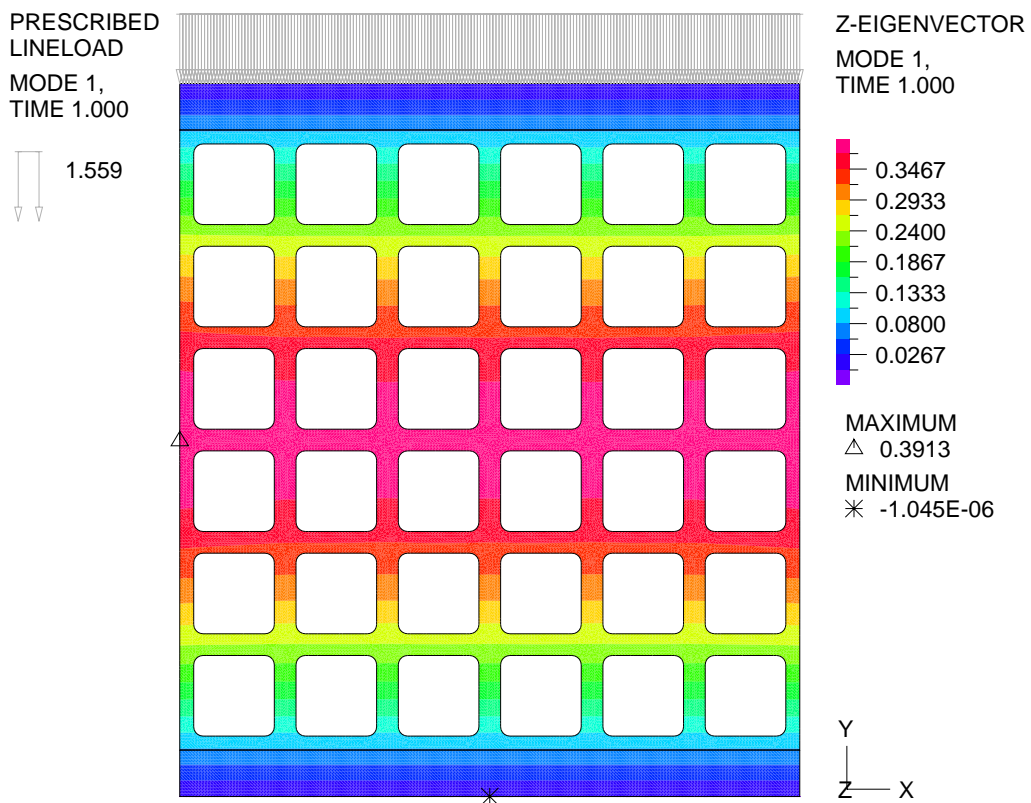 PRESCRIBED
LINELOAD
MODE 1,
TIME 1.000
1.559
Z-EIGENVECTOR
MODE 1,
TIME 1.000
0.3467
0.2933
0.2400
0.1867
0.1333
0.0800
0.0267
MAXIMUM
0.3913
MINIMUM
-1.045E-06
Y
Z
X